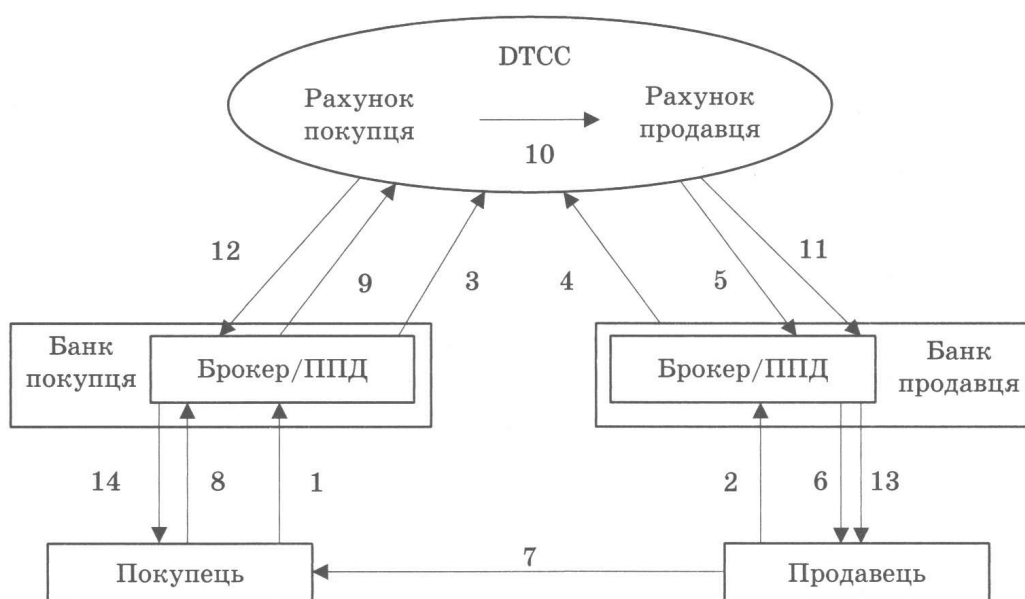 DTCC
Рахунок
покупця
Рахунок
продавця
10
12
9
3
4
5
11
Банк
покупця
Брокер/ППД
Брокер/ППД
Банк
продавця
14
8
1
2
6
13
7
Покупець
Продавець